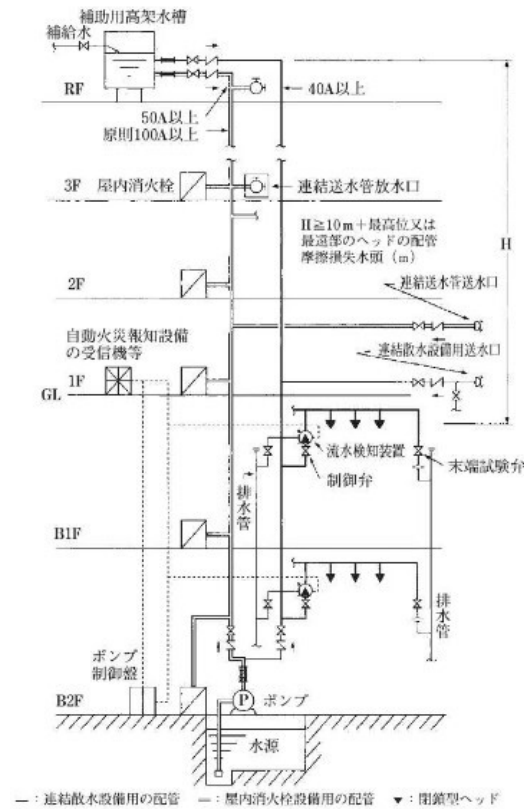 補助用高架水槽
補給水
RF
50A以上
原則100A以上
40A以上
3F 屋内消火栓
連結送水管放水口
H≧10m+最高位又は
最遠部のヘッドの配管
摩擦損失水頭(m)
H
2F
連結送水管送水口
自動火災報知設備
の受信機等
連結散水設備用送水口
1F
GL
流水検知装置
末端試験弁
制御弁
排水管
B1F
排水管
ポンプ
制御盤
B2F
P
ポンプ
水源
―:連結散水設備用の配管 ═:屋内消火栓設備用の配管 ▼:閉鎖型ヘッド